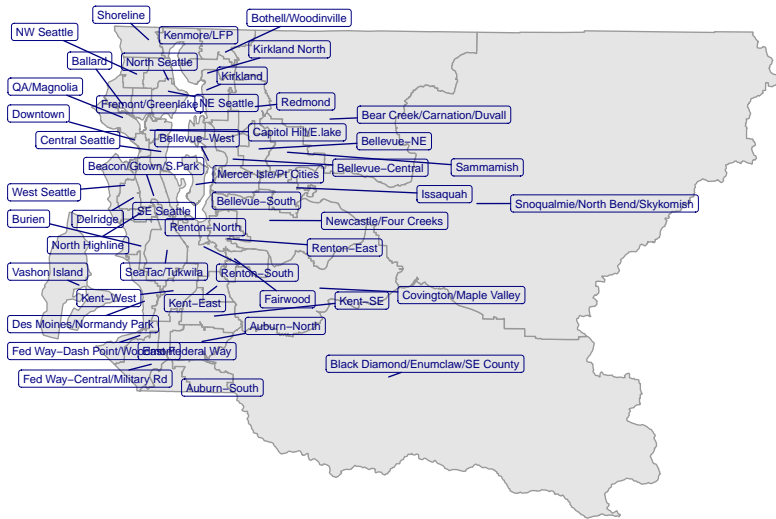 Shoreline
Bothell/Woodinville
NW Seattle
Kenmore/LFP
Kirkland North
Ballard
North Seattle
Kirkland
QA/Magnolia
Fremont/Greenlake
NE Seattle
Redmond
Downtown
Bear Creek/Carnation/Duvall
Central Seattle
Bellevue−West
Capitol Hill/E.lake
Bellevue−NE
Beacon/Gtown/S.Park
Mercer Isle/Pt Cities
Bellevue−Central
Sammamish
West Seattle
Bellevue−South
Issaquah
Snoqualmie/North Bend/Skykomish
Burien
Delridge
SE Seattle
Renton−North
Newcastle/Four Creeks
North Highline
Renton−East
Vashon Island
SeaTac/Tukwila
Renton−South
Kent−West
Kent−East
Fairwood
Kent−SE
Covington/Maple Valley
Des Moines/Normandy Park
Auburn−North
Fed Way−Dash Point/Woodmont
East Federal Way
Black Diamond/Enumclaw/SE County
Fed Way−Central/Military Rd
Auburn−South